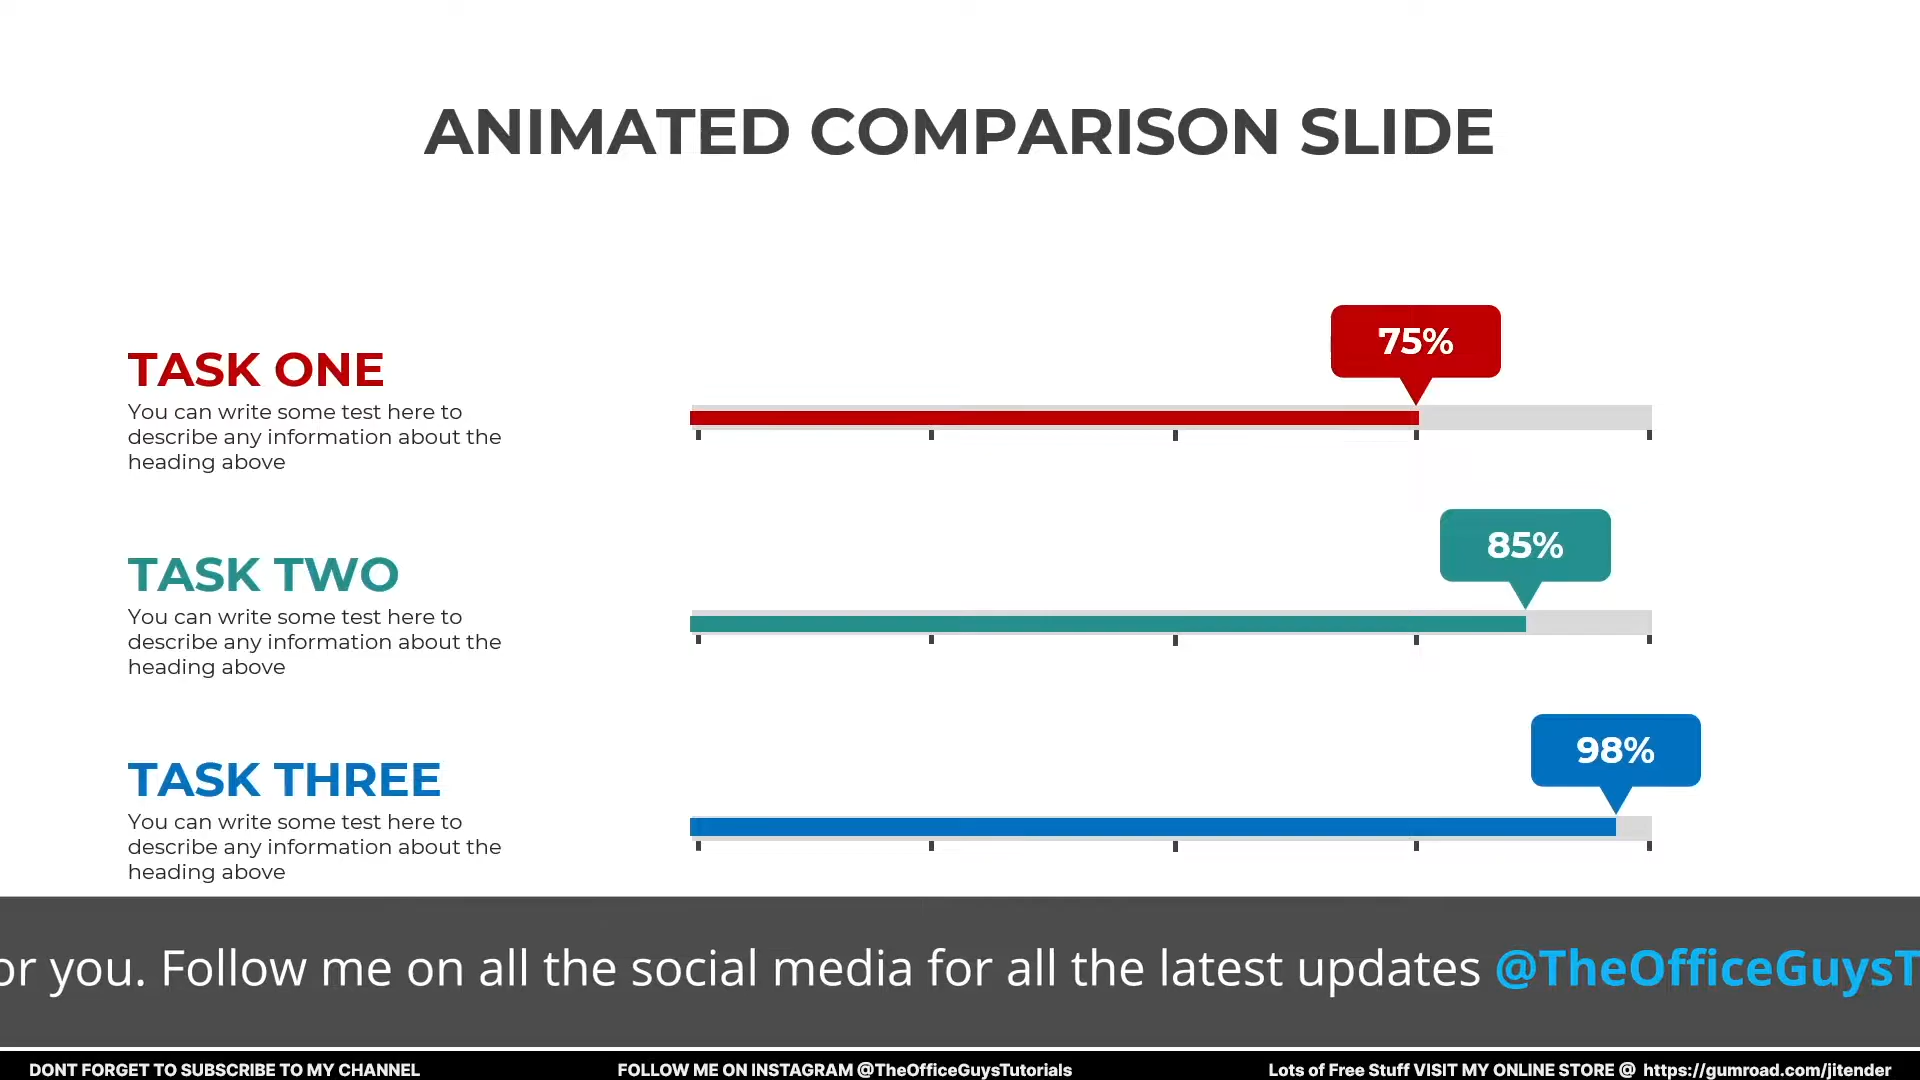 ANIMATED COMPARISON SLIDE
75%
TASK ONE
You can write some test here to
describe any information about the
heading above
85%
TASK TWO
You can write some test here to
describe any information about the
heading above
98%
TASK THREE
You can write some test here to
describe any information about the
heading above
or you. Follow me on all the social media for all the latest updates @TheOfficeGuysT
DONT FORGET TO SUBSCRIBE TO MY CHANNEL
FOLLOW ME ON INSTAGRAM @TheOfficeGuysTutorials
Lots of Free Stuff VISIT MY ONLINE STORE @ https://gumroad.com/jitender